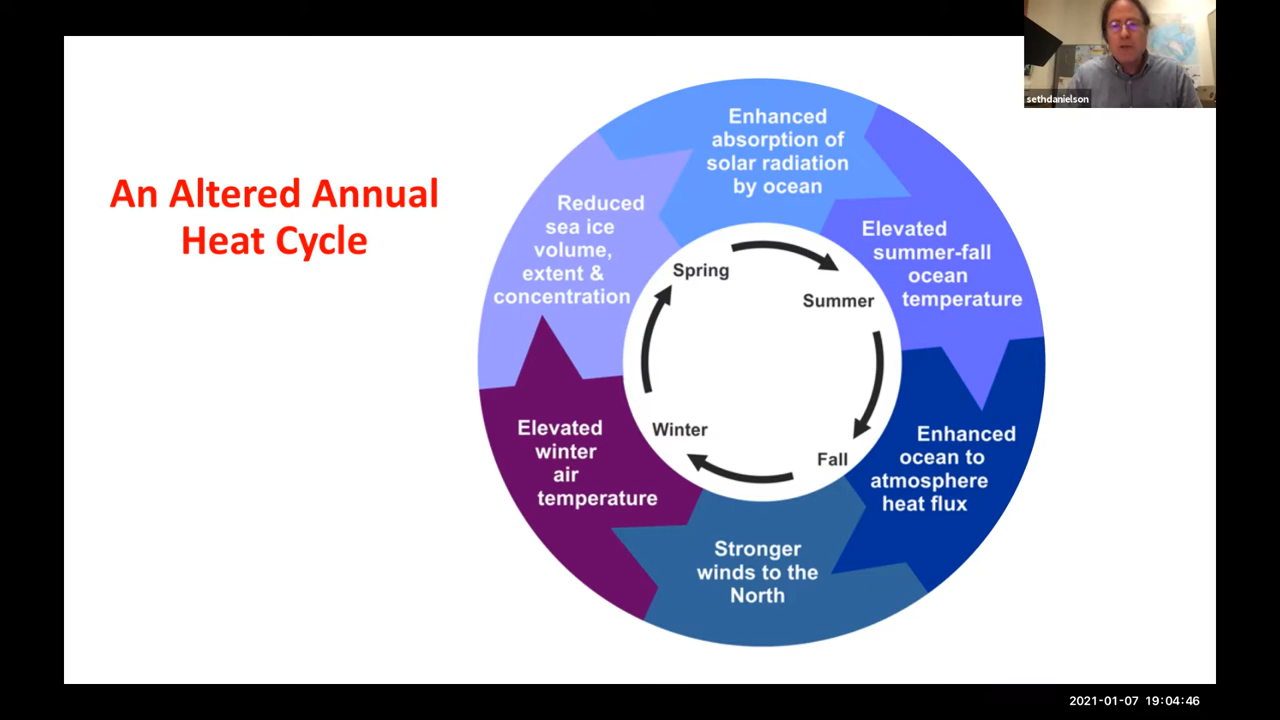 sethdanielson
An Altered Annual
Heat Cycle
Enhanced
absorption of
solar radiation
by ocean
Elevated
summer-fall
ocean
temperature
Enhanced
ocean to
atmosphere
heat flux
Stronger
winds to the
North
Elevated
winter
air
temperature
Reduced
sea ice
volume,
extent &
concentration
Spring
Summer
Fall
Winter
2021-01-07 19:04:46